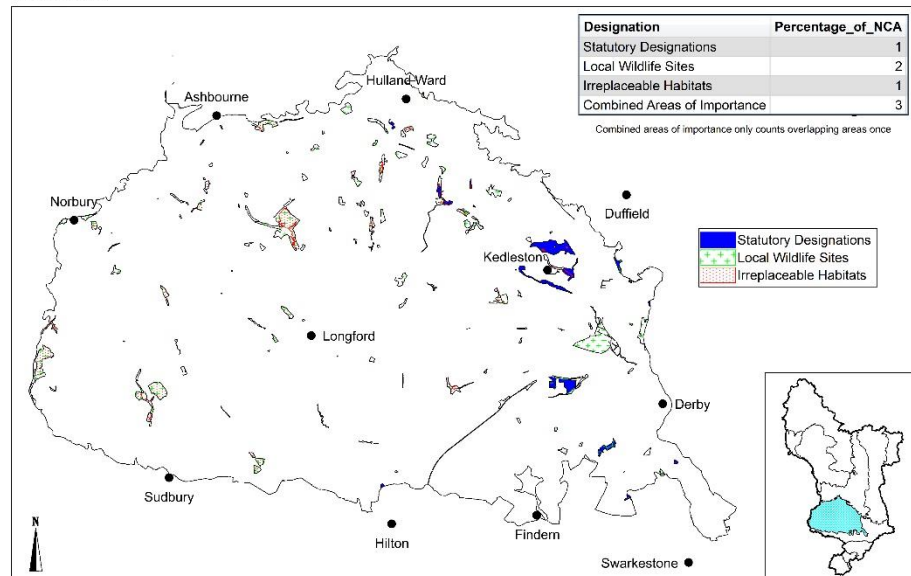 Designation Percentage_of_NCA
Statutory Designations 1
Local Wildlife Sites 2
Irreplaceable Habitats 1
Combined Areas of Importance 3
Combined areas of importance only counts overlapping areas once
Hulland Ward
Ashbourne
Norbury
Duffield
Statutory Designations
Local Wildlife Sites
Irreplaceable Habitats
Kedleston
Longford
Derby
Sudbury
Hilton
Findern
Swarkestone
N